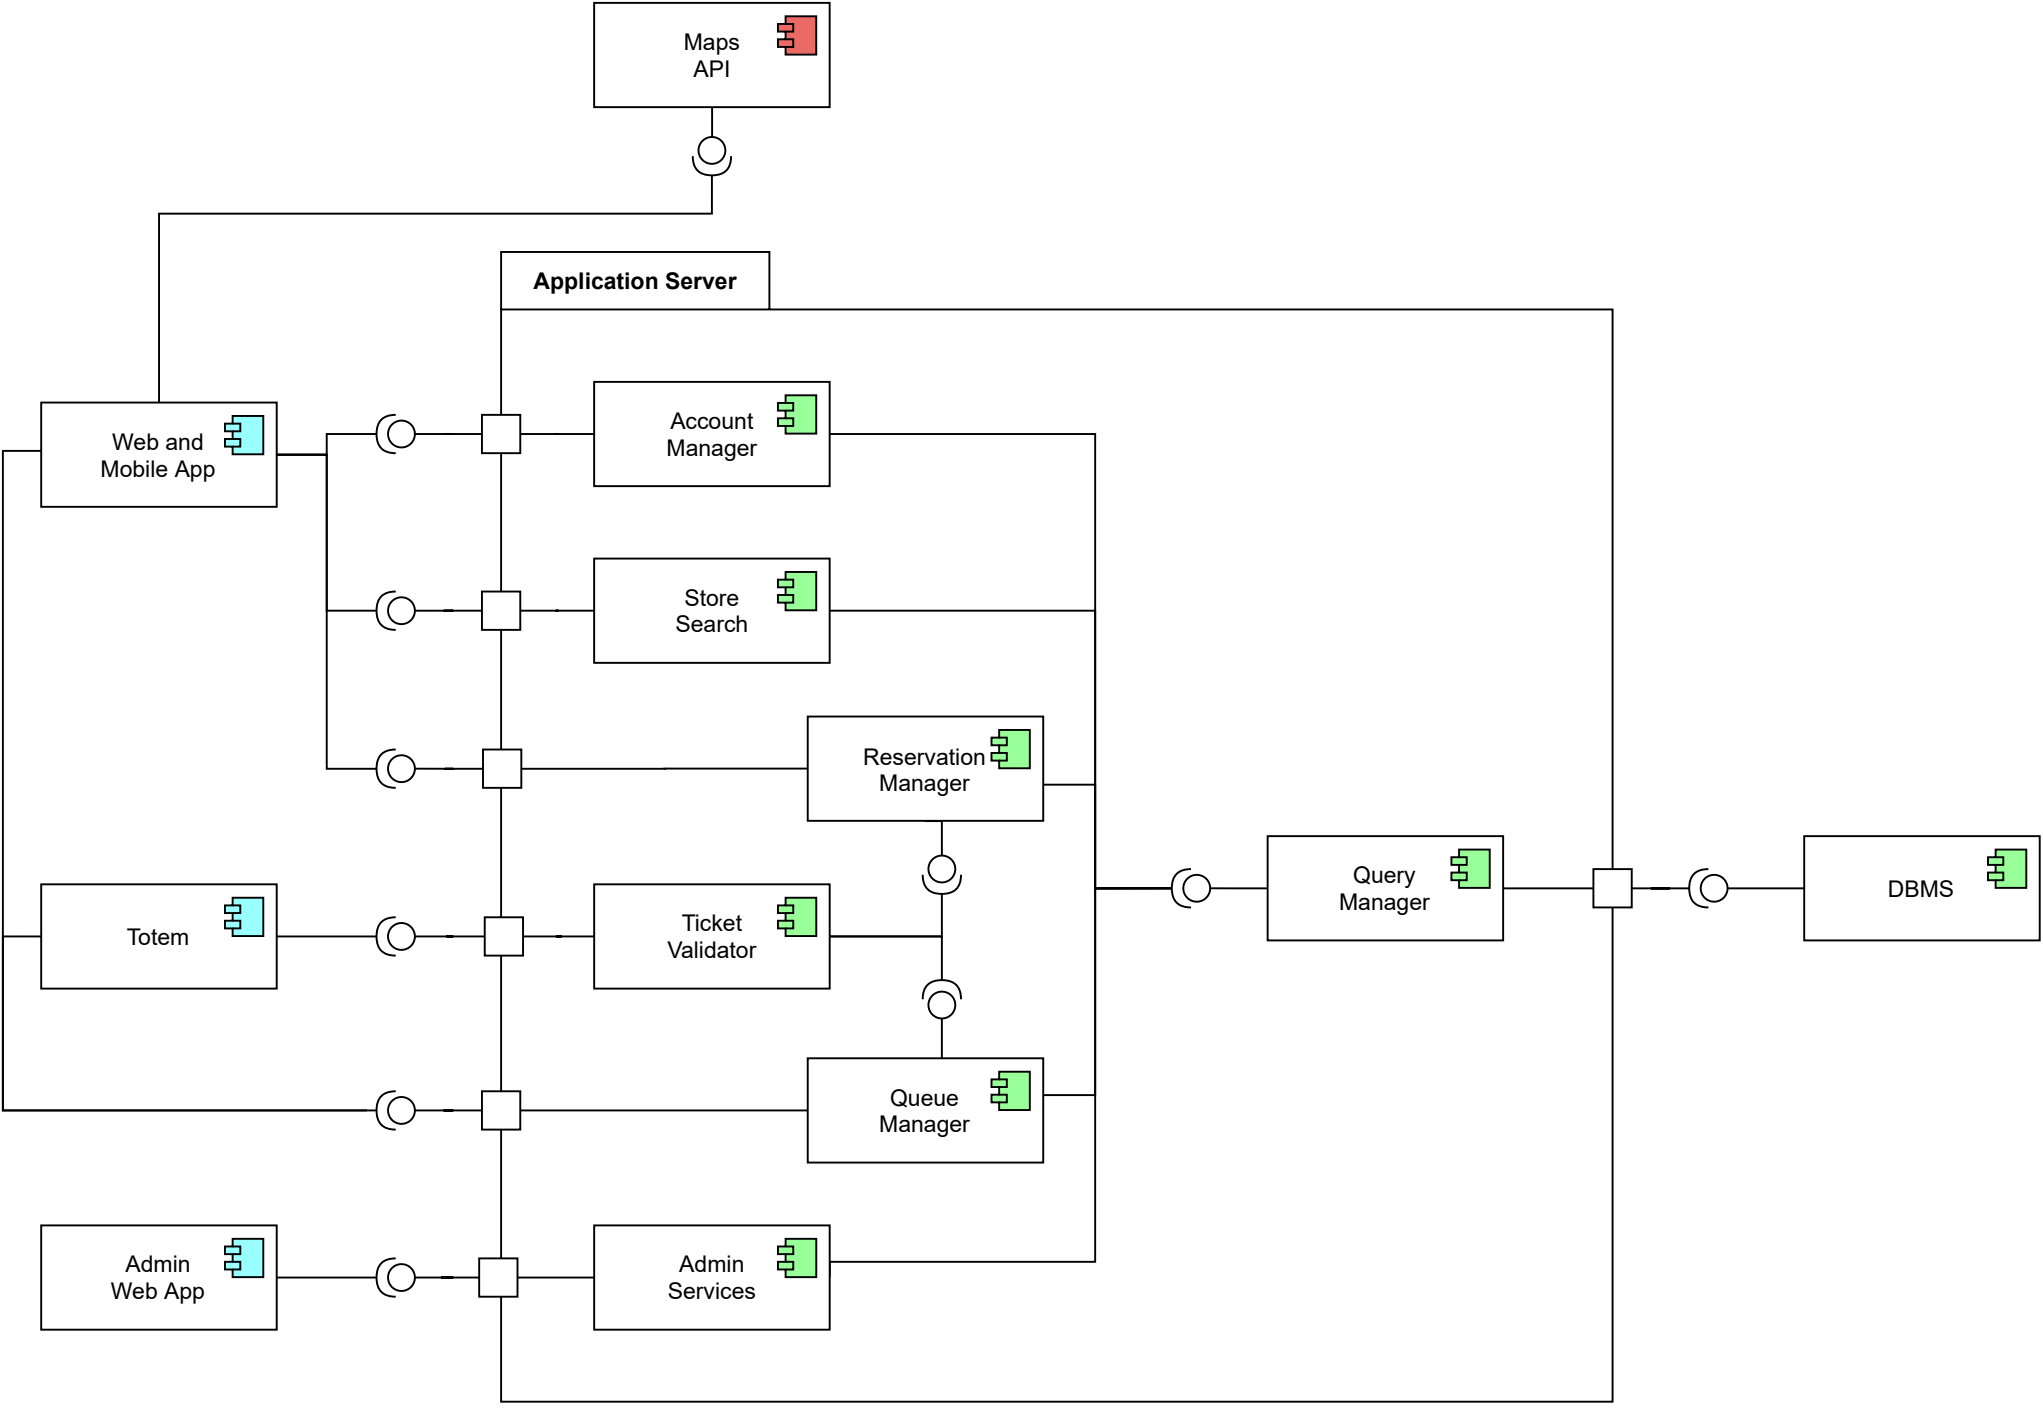 Maps
API
Application Server
Web and
Mobile App
Account
Manager
Store
Search
Reservation
Manager
Totem
Ticket
Validator
Query
Manager
DBMS
Queue
Manager
Admin
Web App
Admin
Services